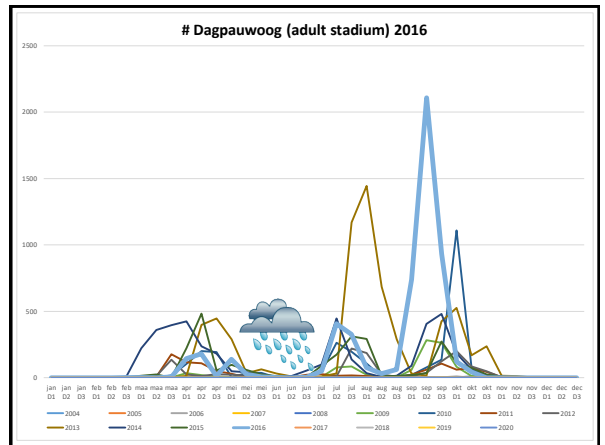 # Dagpauwoog (adult stadium) 2016
2500
2000
1500
1000
500
0
jan jan jan feb feb feb maa maa maa apr apr apr mei mei mei jun jun jun jul jul jul aug aug aug sep sep sep okt okt okt nov nov nov dec dec dec
D1 D2 D3 D1 D2 D3 D1 D2 D3 D1 D2 D3 D1 D2 D3 D1 D2 D3 D1 D2 D3 D1 D2 D3 D1 D2 D3 D1 D2 D3 D1 D2 D3 D1 D2 D3
2004 2005 2006 2007 2008 2009 2010 2011 2012
2013 2014 2015 2016 2017 2018 2019 2020